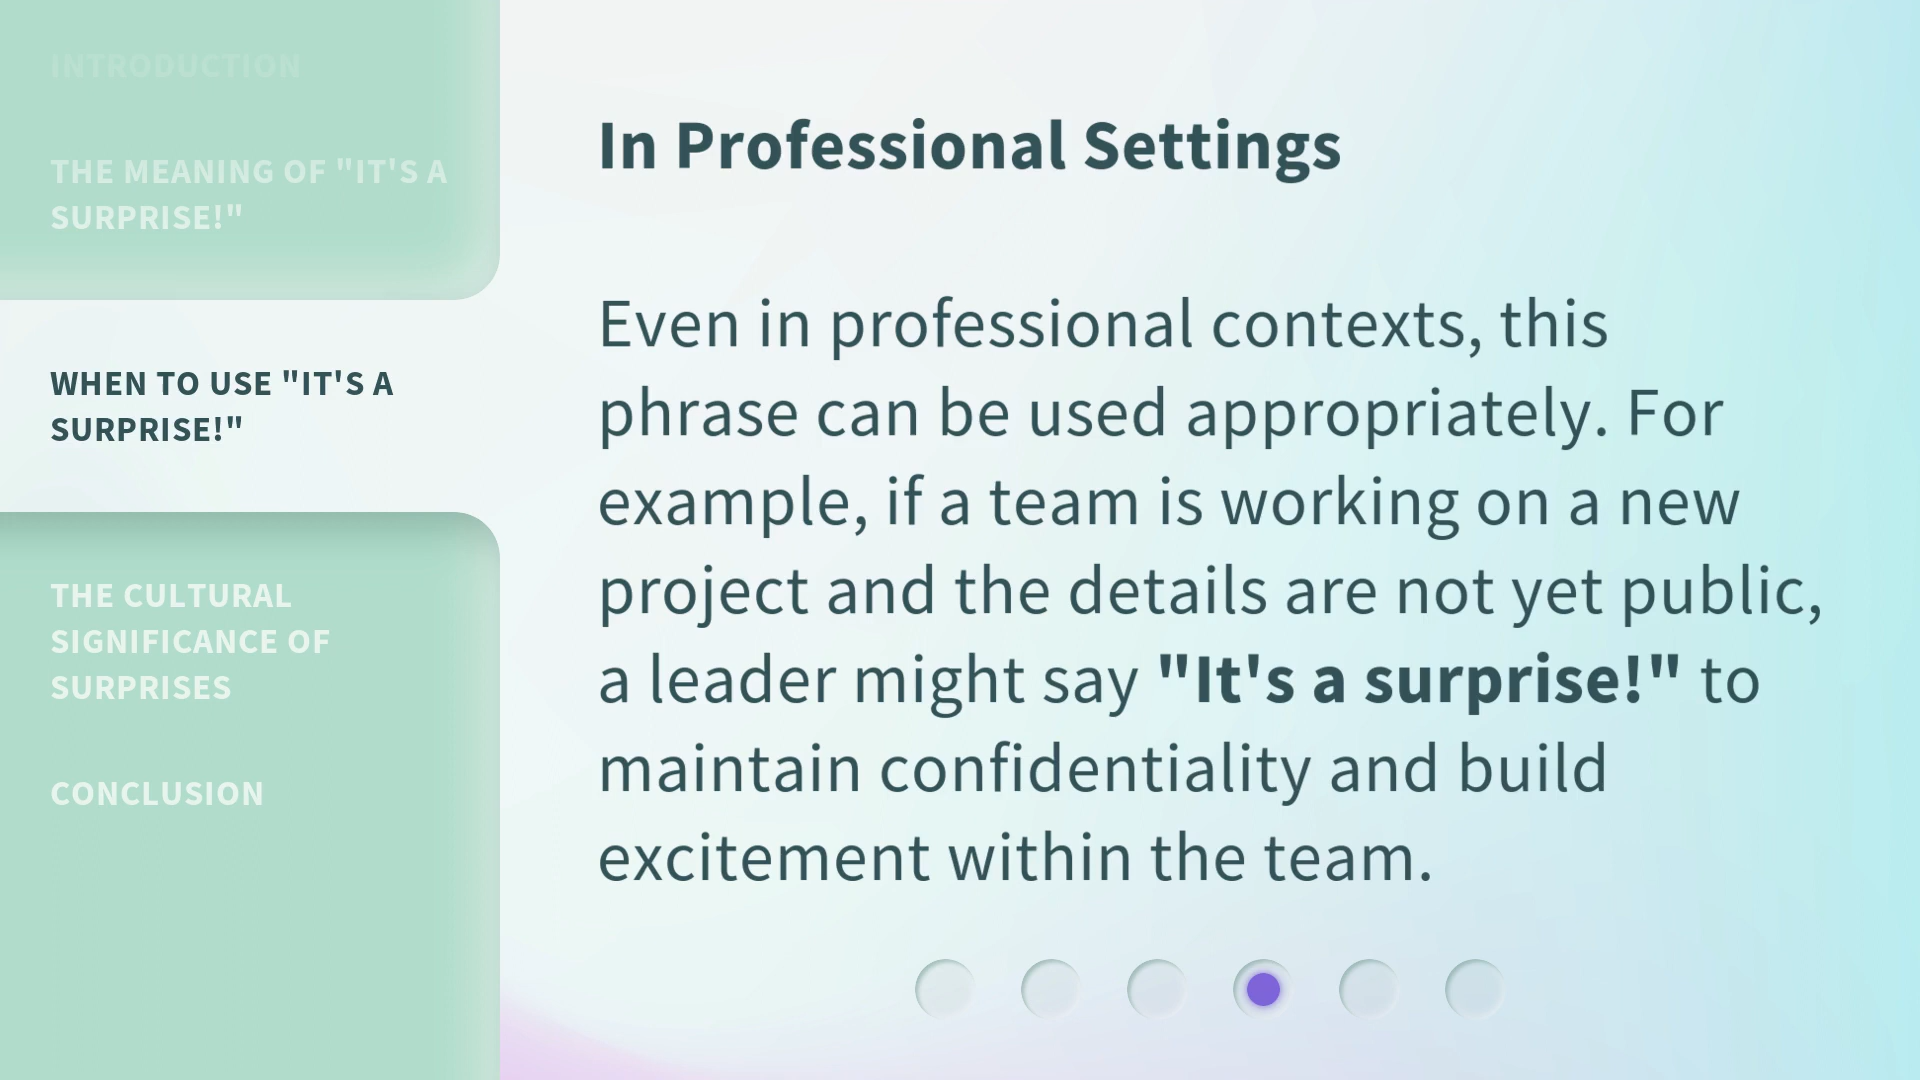 INTRODUCTION
THE MEANING OF "IT'S A
SURPRISE!"
WHEN TO USE "IT'S A
SURPRISE!"
THE CULTURAL
SIGNIFICANCE OF
SURPRISES
CONCLUSION
In Professional Settings
Even in professional contexts, this
phrase can be used appropriately. For
example, if a team is working on a new
project and the details are not yet public,
a leader might say "It's a surprise!" to
maintain confidentiality and build
excitement within the team.